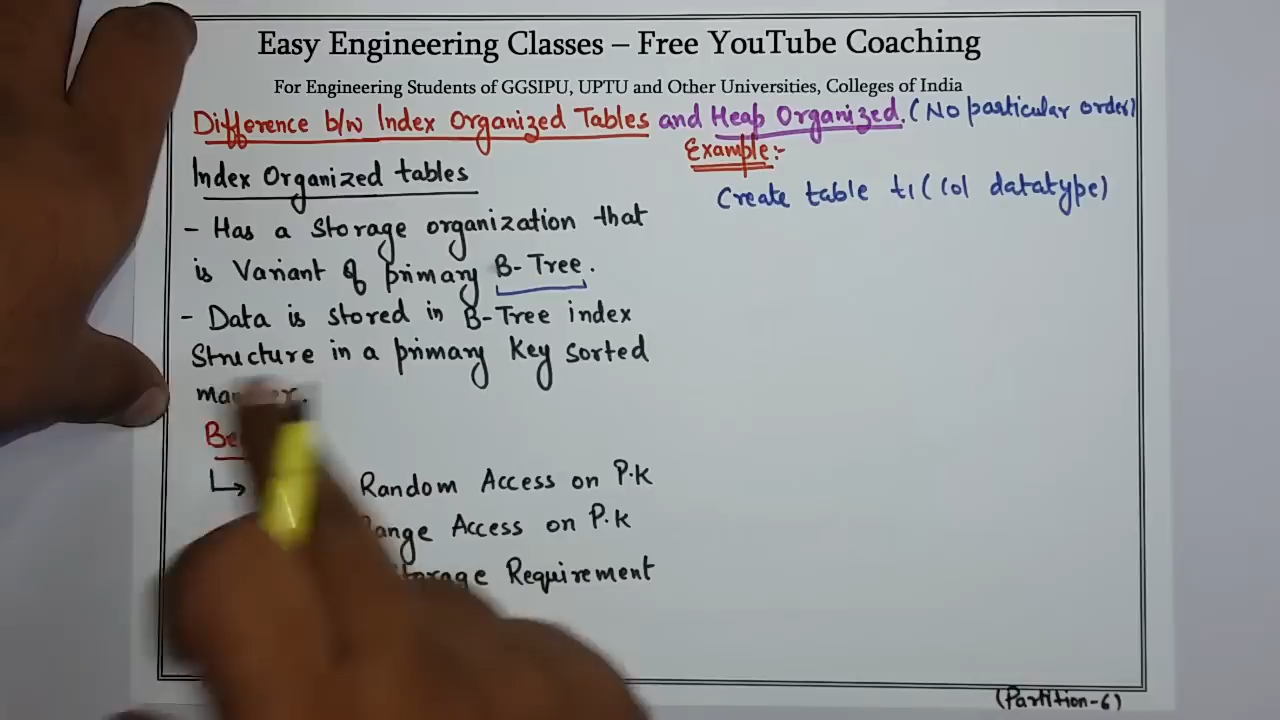 Easy Engineering Classes – Free YouTube Coaching
For Engineering Students of GGSIPU, UPTU and Other Universities, Colleges of India
Difference b/w Index Organized Tables and Heap Organized. (No particular order)
Index Organized tables
- Has a storage organization that
is Variant of primary B-Tree.
- Data is stored in B-Tree index
Structure in a primary Key sorted
Random Access on P.K
Range Access on P.K
Storage Requirement
Example:-
Create table t1( col datatype)
(Partition-6)